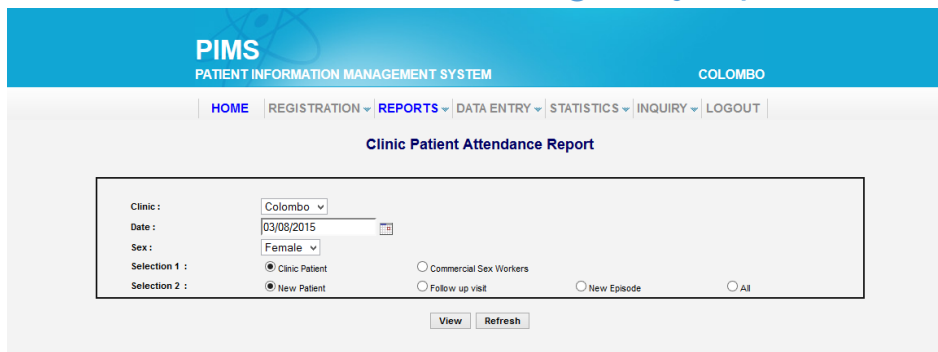 PIMS
PATIENT INFORMATION MANAGEMENT SYSTEM COLOMBO
HOME REGISTRATION REPORTS DATA ENTRY STATISTICS INQUIRY LOGOUT
Clinic Patient Attendance Report
Clinic : Colombo
Date : 03/08/2015
Sex : Female
Selection 1 : Clinic Patient Commercial Sex Workers
Selection 2 : New Patient Follow up visit New Episode All
View Refresh